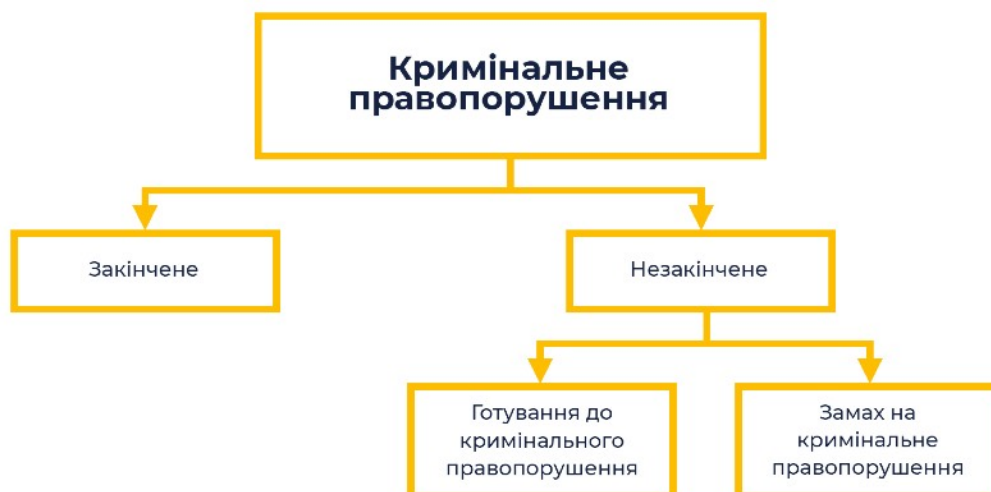 Кримінальне
правопорушення
Закінчене
Незакінчене
Готування до
кримінального
правопорушення
Замах на
кримінальне
правопорушення